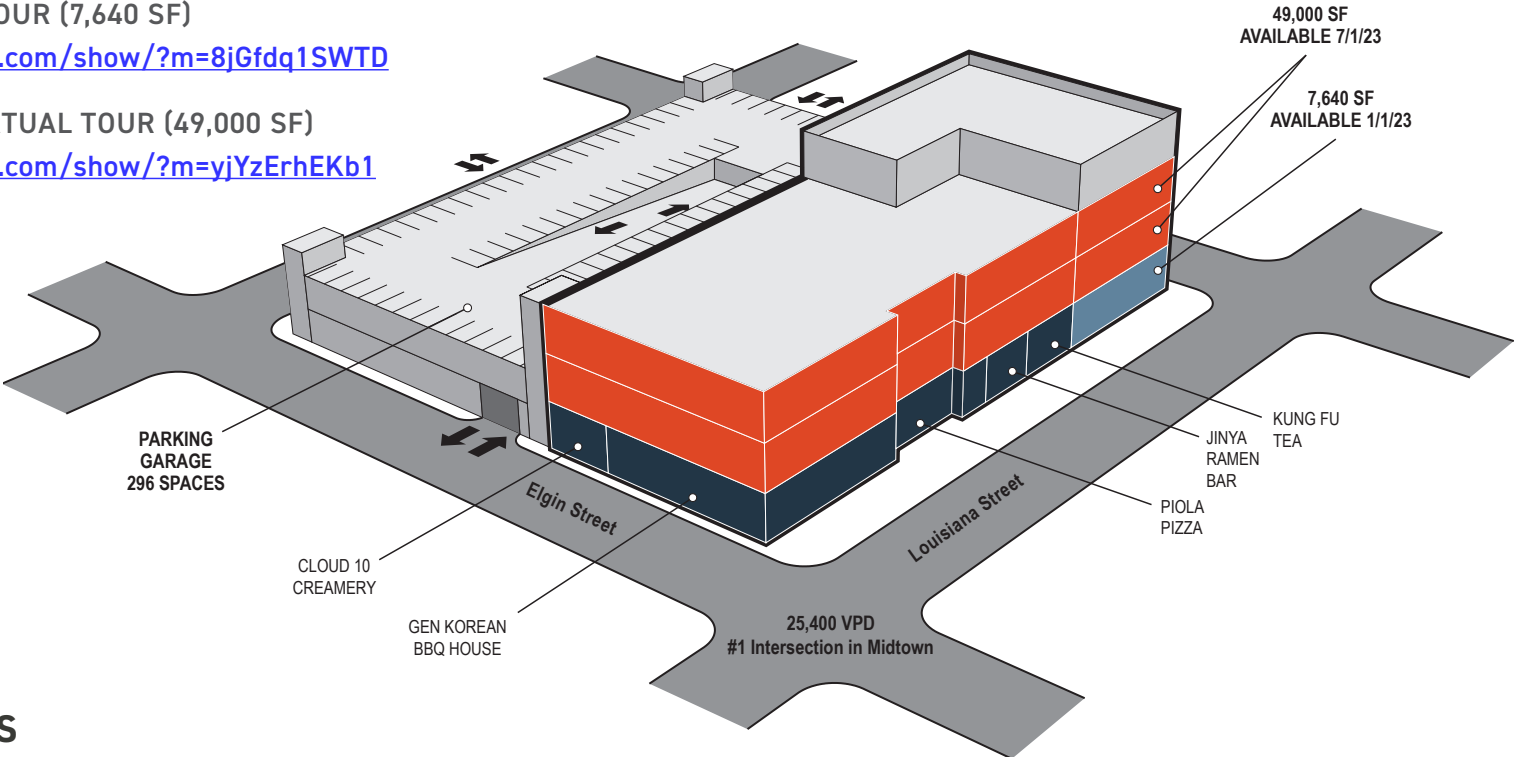 OUR (7,640 SF)
.com/show/?m=8jGfdq1SWTD
TUAL TOUR (49,000 SF)
.com/show/?m=yjYzErhEKb1
49,000 SF
AVAILABLE 7/1/23
7,640 SF
AVAILABLE 1/1/23
PARKING
GARAGE
296 SPACES
Elgin Street
Louisiana Street
KUNG FU
TEA
JINYA
RAMEN
BAR
PIOLA
PIZZA
CLOUD 10
CREAMERY
GEN KOREAN
BBQ HOUSE
25,400 VPD
#1 Intersection in Midtown
S